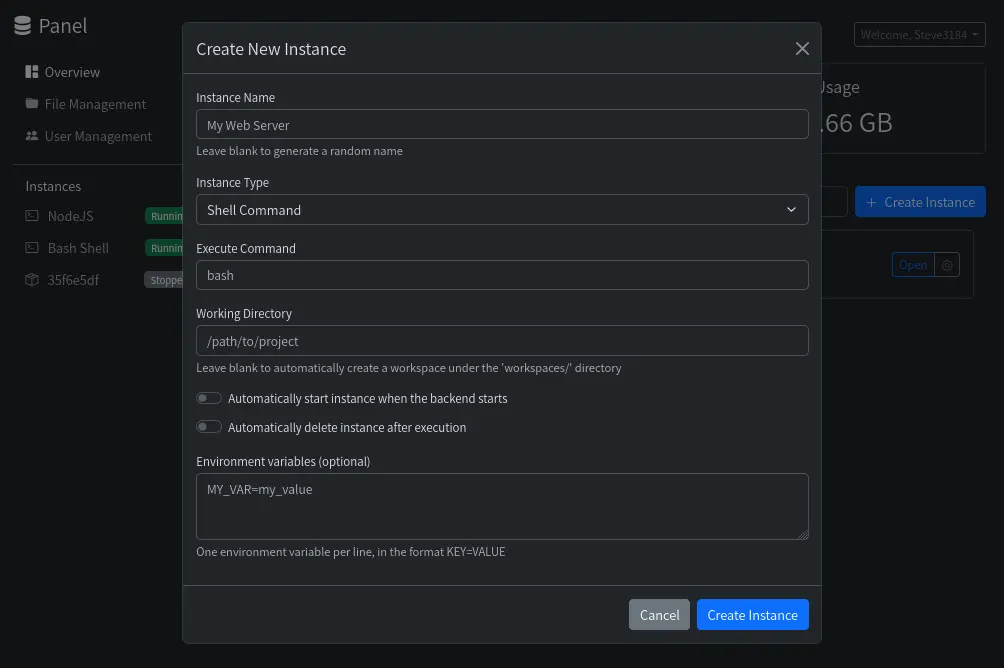 Panel
Overview
File Management
User Management
Instances
NodeJS
Runnin
Bash Shell
Runnin
35f6e5df
Stoppe
Welcome, Steve3184
Usage
.66 GB
+ Create Instance
Open
Create New Instance
Instance Name
My Web Server
Leave blank to generate a random name
Instance Type
Shell Command
Execute Command
bash
Working Directory
/path/to/project
Leave blank to automatically create a workspace under the 'workspaces/' directory
Automatically start instance when the backend starts
Automatically delete instance after execution
Environment variables (optional)
MY_VAR=my_value
One environment variable per line, in the format KEY=VALUE
Cancel
Create Instance